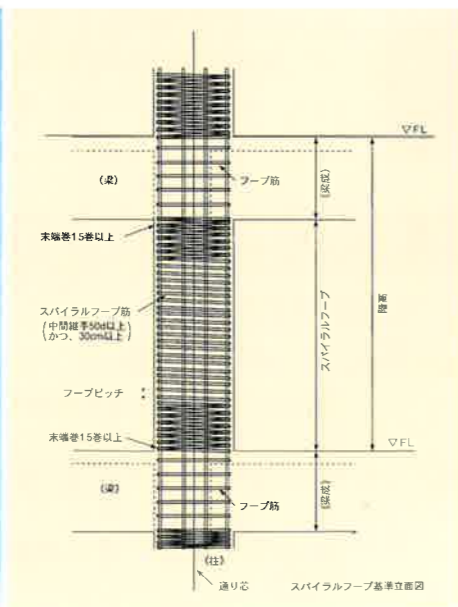 ▽FL
(梁)
フープ筋
(梁成)
末端巻1.5巻以上
スパイラルフープ筋
(中間継手50d以上
かつ、30cm以上)
スパイラルフープ
階高
フープピッチ
末端巻1.5巻以上
▽FL
(梁)
フープ筋
(梁成)
(柱)
通り芯
スパイラルフープ基準立面図